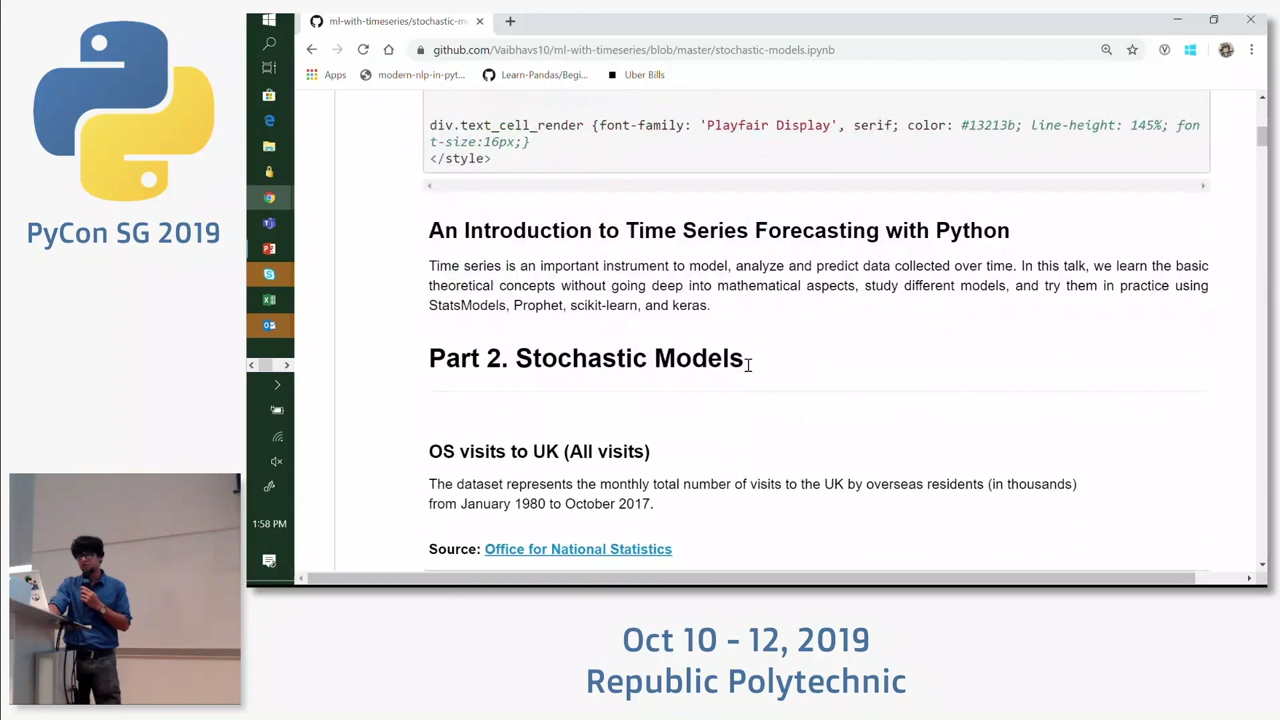 PyCon SG 2019
ml-with-timeseries/stochastic-m
github.com/Vaibhavs10/ml-with-timeseries/blob/master/stochastic-models.ipynb
Apps
modern-nlp-in-pyt...
Learn-Pandas/Begi...
Uber Bills
div.text_cell_render {font-family: 'Playfair Display', serif; color: #13213b; line-height: 145%; fon
t-size:16px;}
</style>
An Introduction to Time Series Forecasting with Python
Time series is an important instrument to model, analyze and predict data collected over time. In this talk, we learn the basic
theoretical concepts without going deep into mathematical aspects, study different models, and try them in practice using
StatsModels, Prophet, scikit-learn, and keras.
Part 2. Stochastic Models
OS visits to UK (All visits)
The dataset represents the monthly total number of visits to the UK by overseas residents (in thousands)
from January 1980 to October 2017.
Source: Office for National Statistics
1:58 PM
Oct 10 - 12, 2019
Republic Polytechnic